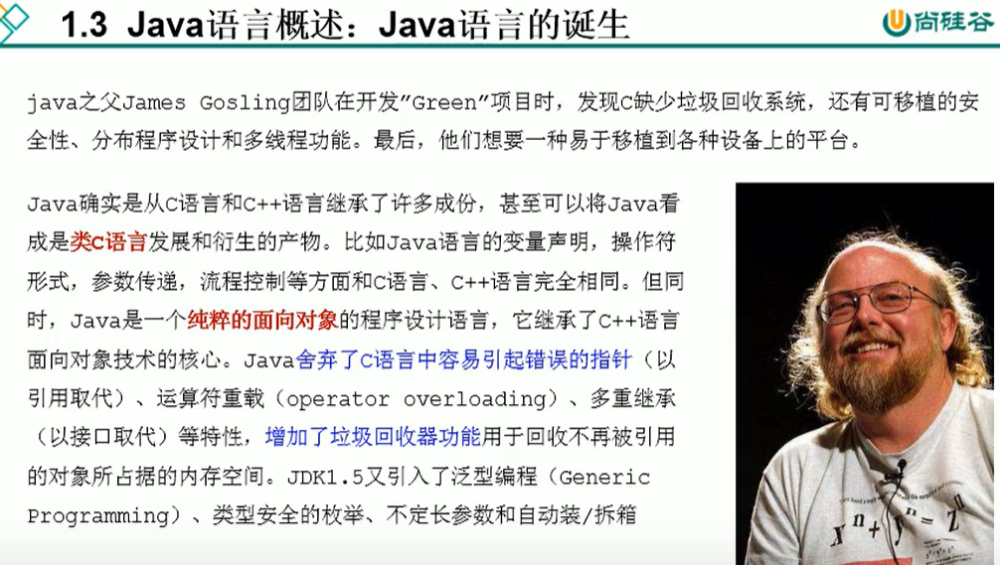 1.3 Java语言概述：Java语言的诞生
尚硅谷
java之父James Gosling团队在开发”Green”项目时，发现C缺少垃圾回收系统，还有可移植的安
全性、分布程序设计和多线程功能。最后，他们想要一种易于移植到各种设备上的平台。
Java确实是从C语言和C++语言继承了许多成份，甚至可以将Java看
成是类C语言发展和衍生的产物。比如Java语言的变量声明，操作符
形式，参数传递，流程控制等方面和C语言、C++语言完全相同。但同
时，Java是一个纯粹的面向对象的程序设计语言，它继承了C++语言
面向对象技术的核心。Java舍弃了C语言中容易引起错误的指针（以
引用取代）、运算符重载（operator overloading）、多重继承
（以接口取代）等特性，增加了垃圾回收器功能用于回收不再被引用
的对象所占据的内存空间。JDK1.5又引入了泛型编程（Generic
Programming）、类型安全的枚举、不定长参数和自动装/拆箱
xⁿ+yⁿ=zⁿ